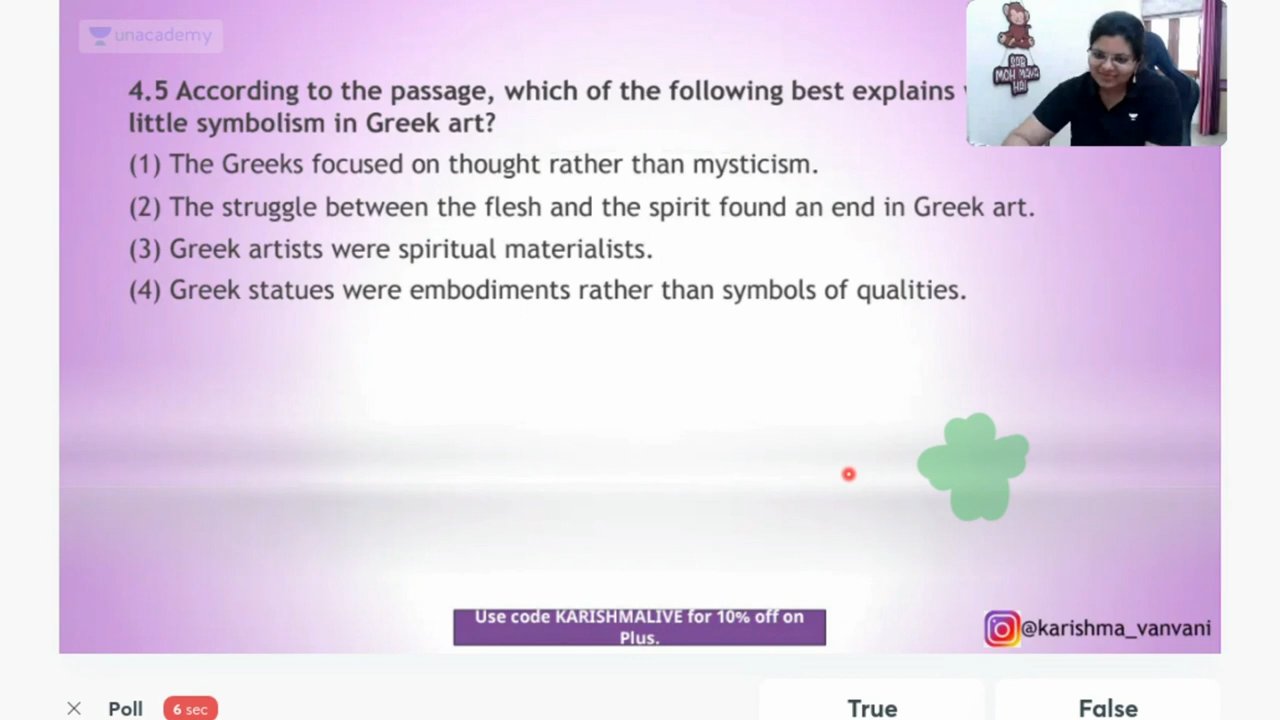 unacademy
4.5 According to the passage, which of the following best explains
little symbolism in Greek art?
(1) The Greeks focused on thought rather than mysticism.
(2) The struggle between the flesh and the spirit found an end in Greek art.
(3) Greek artists were spiritual materialists.
(4) Greek statues were embodiments rather than symbols of qualities.
MOH MAYA
HAI
Use code KARISHMALIVE for 10% off on
Plus.
@karishma_vanvani
Poll 6 sec True False